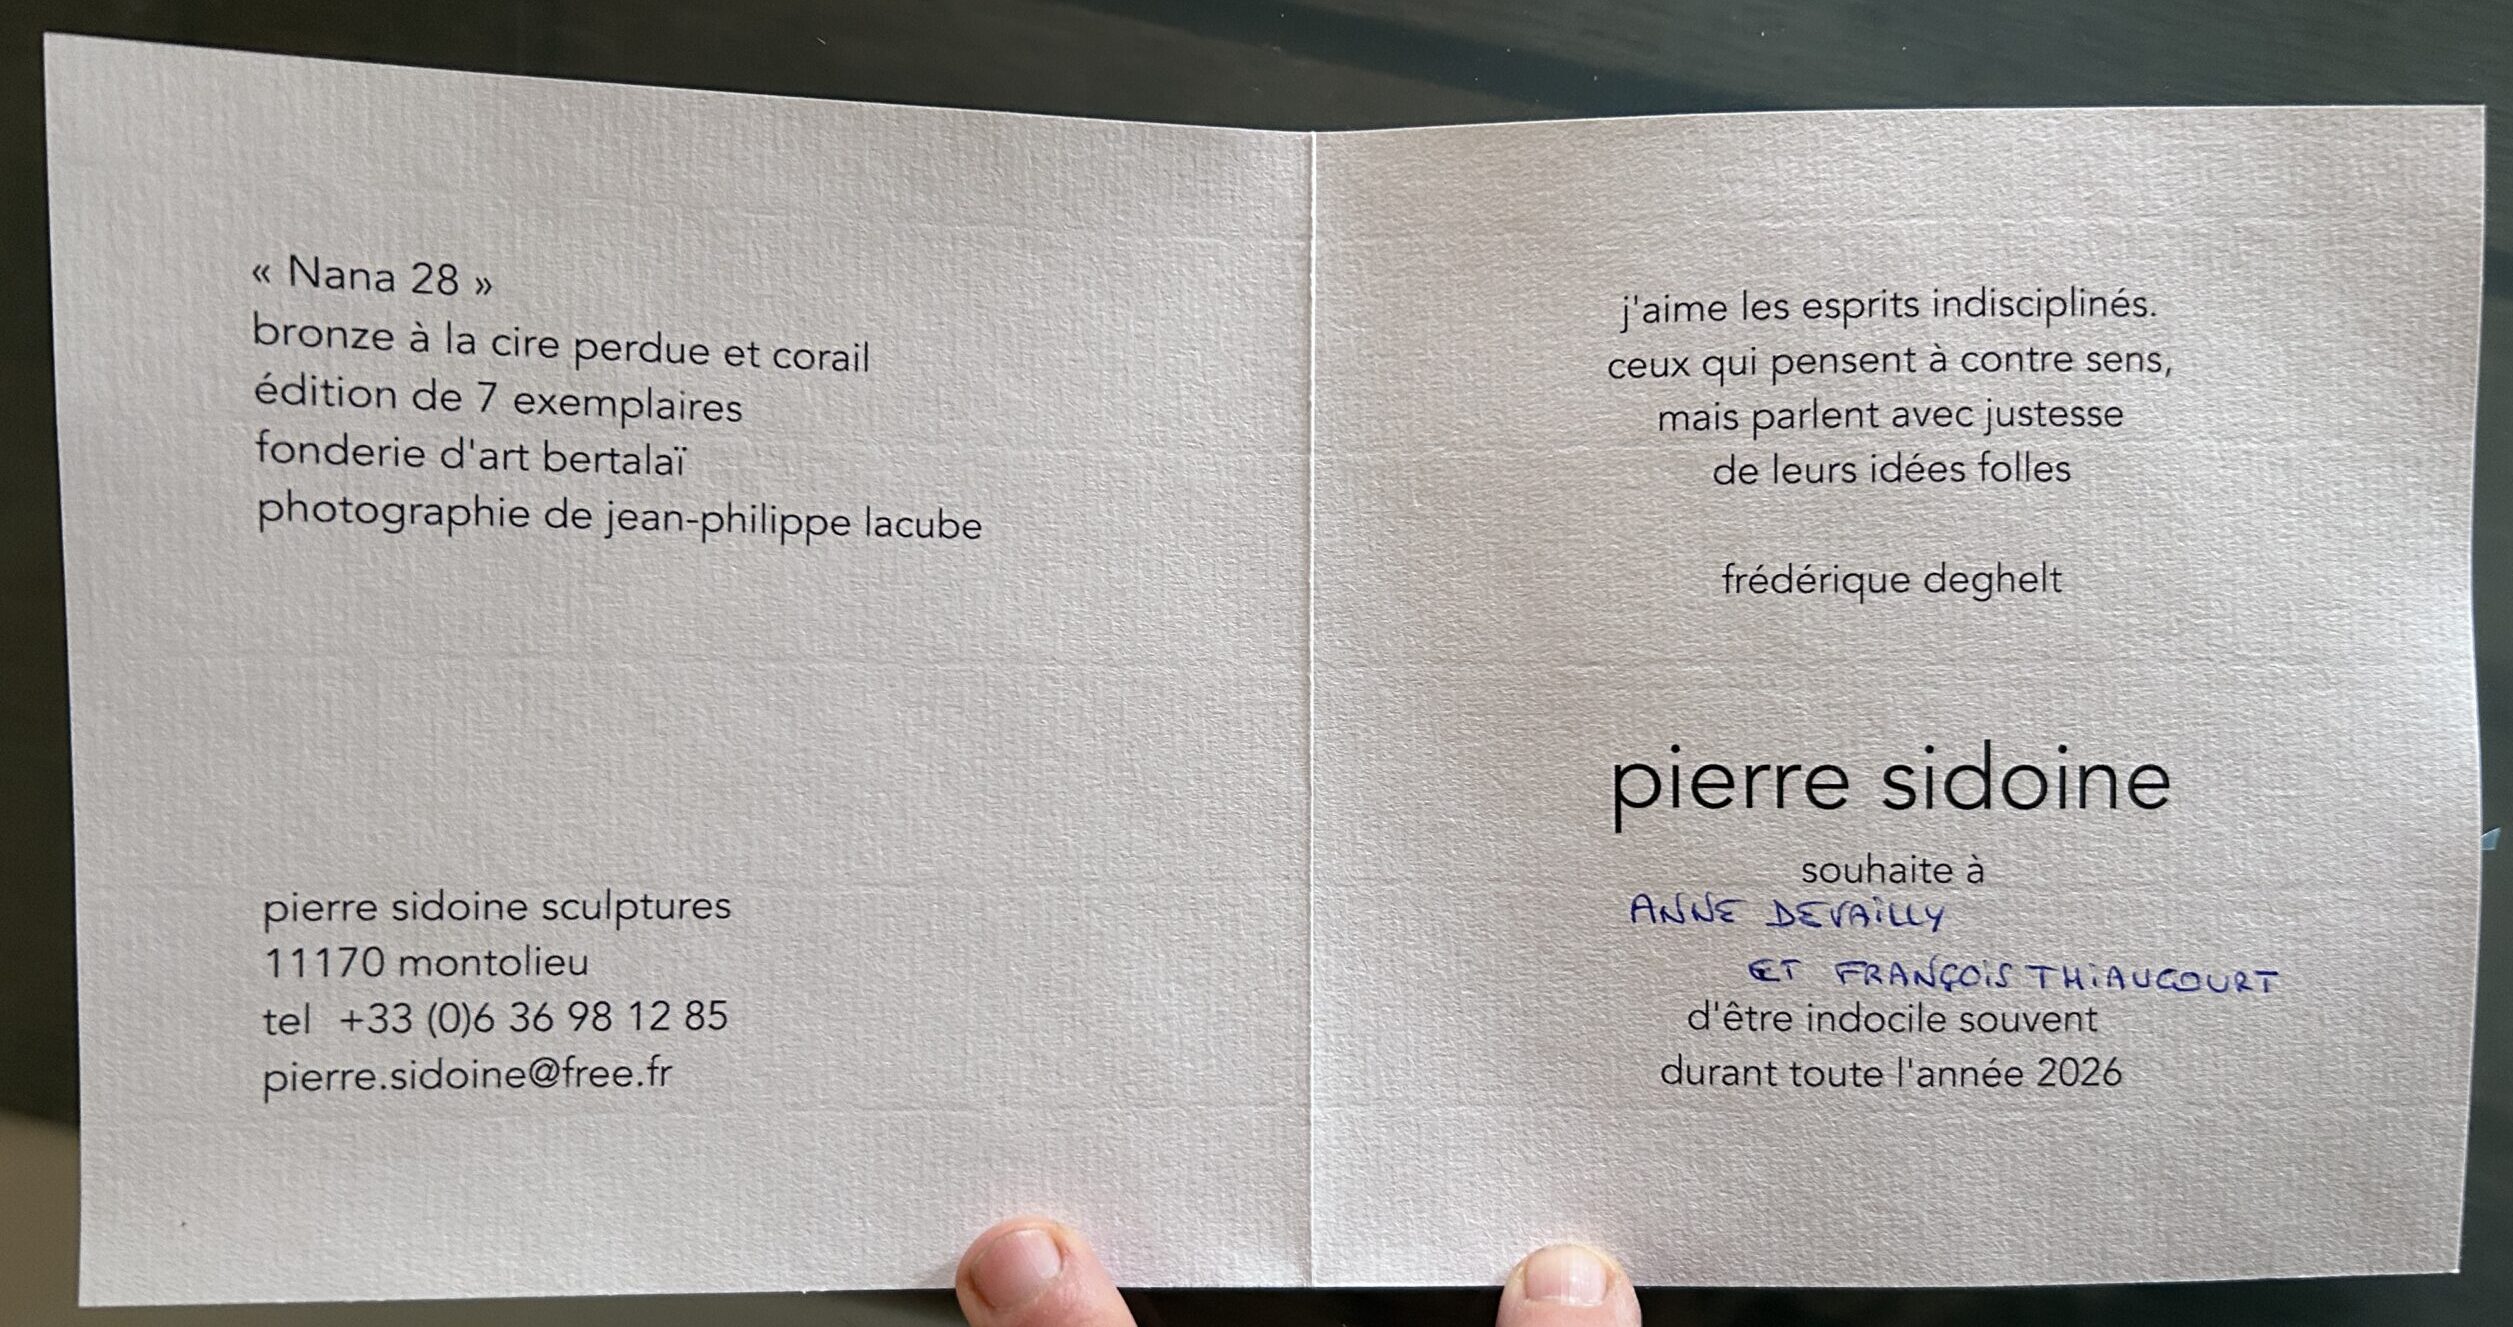 « Nana 28 »
bronze à la cire perdue et corail
édition de 7 exemplaires
fonderie d'art bertalaï
photographie de jean-philippe lacube
pierre sidoine sculptures
11170 montolieu
tel +33 (0)6 36 98 12 85
pierre.sidoine@free.fr
j'aime les esprits indisciplinés.
ceux qui pensent à contre sens,
mais parlent avec justesse
de leurs idées folles
frédérique deghelt
pierre sidoine
souhaite à
ANNE DEVAILLY
ET FRANÇOIS THIAUCOURT
d'être indocile souvent
durant toute l'année 2026